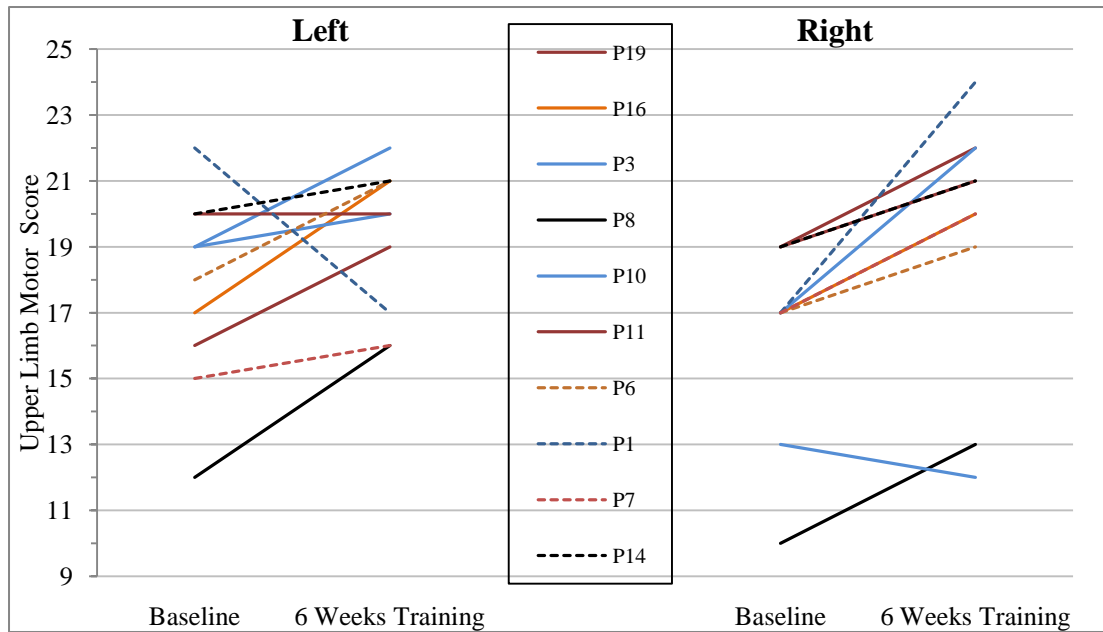 Left
Right
Upper Limb Motor Score
25
23
21
19
17
15
13
11
9
P19
P16
P3
P8
P10
P11
P6
P1
P7
P14
Baseline 6 Weeks Training
Baseline 6 Weeks Training